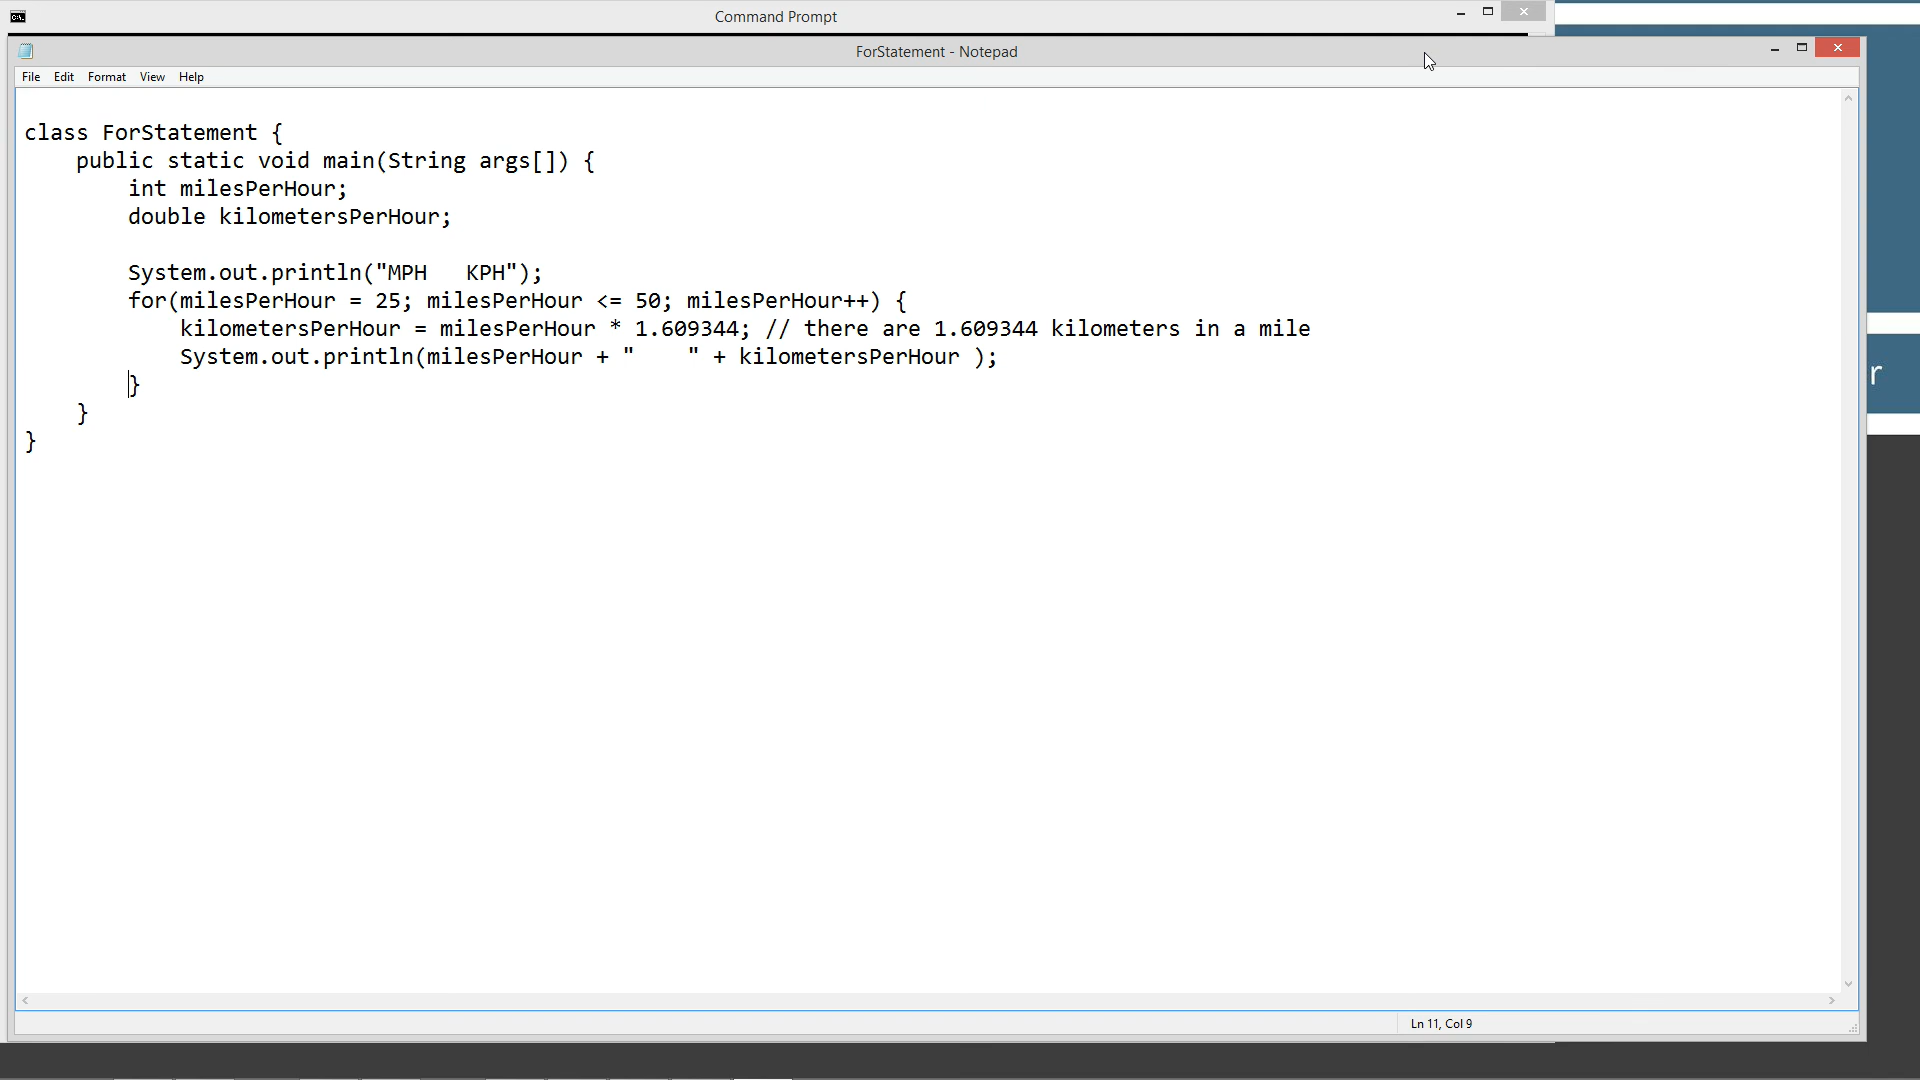 Command Prompt
ForStatement - Notepad
File Edit Format View Help
class ForStatement {
    public static void main(String args[]) {
        int milesPerHour;
        double kilometersPerHour;

        System.out.println("MPH   KPH");
        for(milesPerHour = 25; milesPerHour <= 50; milesPerHour++) {
            kilometersPerHour = milesPerHour * 1.609344; // there are 1.609344 kilometers in a mile
            System.out.println(milesPerHour + "    " + kilometersPerHour );
        }
    }
}
r
Ln 11, Col 9